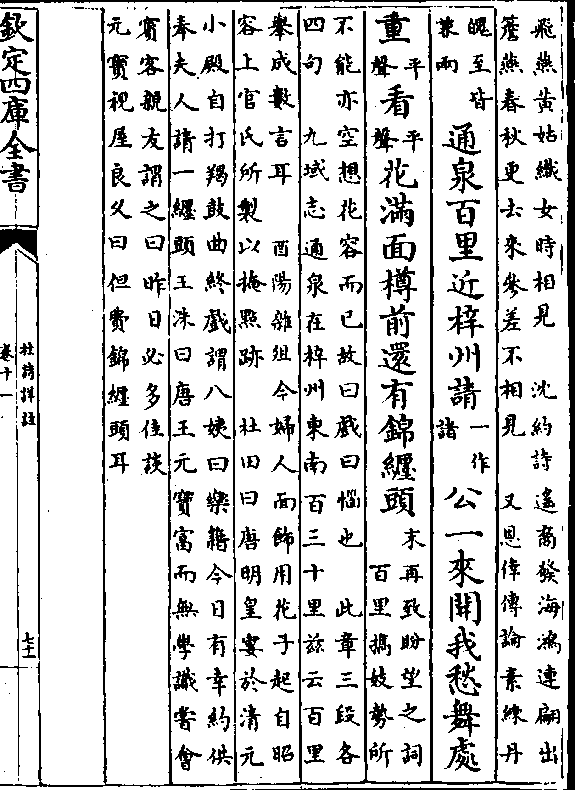 飛燕黃姑織女時相見 沈約詩遙裔發海鴻連翩出
簷燕春秋更去來參差不相見 又恩倖傳論素縑丹
魄至皆
兼兩 通泉百里近梓州請一作諸公一來開我愁舞處
重平聲看平聲花滿面樽前還有錦纏頭末再致盼望之詞
百里攜妓勢所
不能亦空想花容而已故曰戲曰惱也 此章三段各
四句 九域志通泉在梓州東南百三十里茲云百里
舉成數言耳 酉陽雜俎今婦人面飾用花子起自昭
容上官氏所製以掩點跡 杜田曰唐明皇宴於清元
小殿自打羯鼓曲終戲謂八姨曰樂籍今日有幸約供
奉夫人請一纏頭王洙曰唐王元寶富而無學識嘗會
賓客親友謂之曰昨日必多佳談
元寶視屋良久曰但費錦纏頭耳
欽定四庫全書
杜詩詳註
卷十一